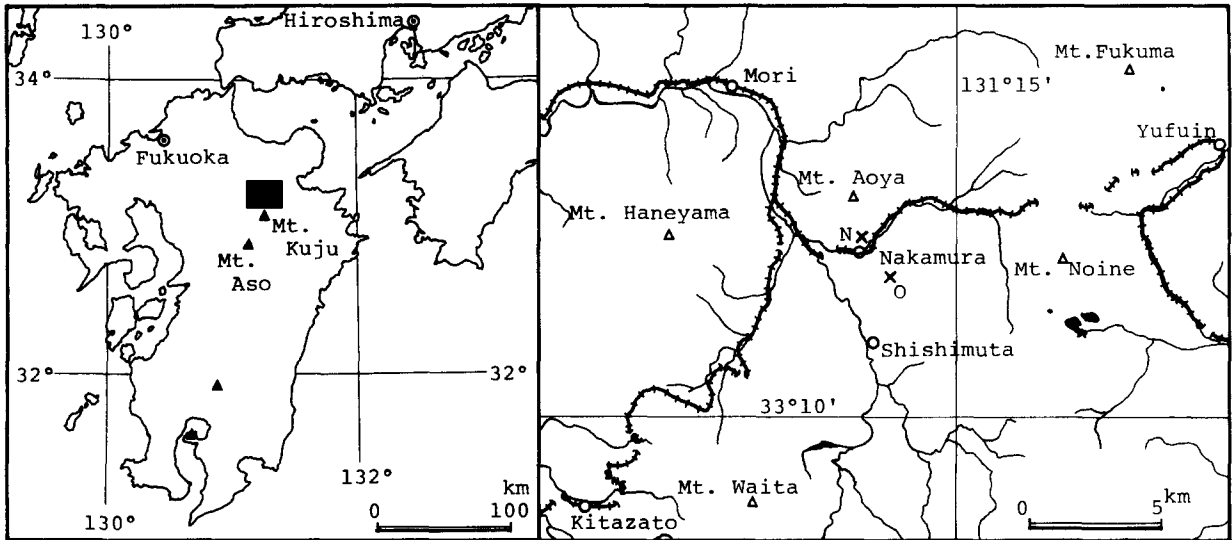 130°
Hiroshima
34°
Fukuoka
Mt.
Kuju
Mt.
Aso
32°
32°
132°
130°
km
0
100
Mt.Fukuma
131°15'
Mori
Yufuin
Mt. Aoya
Mt. Haneyama
N
Nakamura
Mt. Noine
O
Shishimuta
33°10'
Mt. Waita
Kitazato
0
5
km